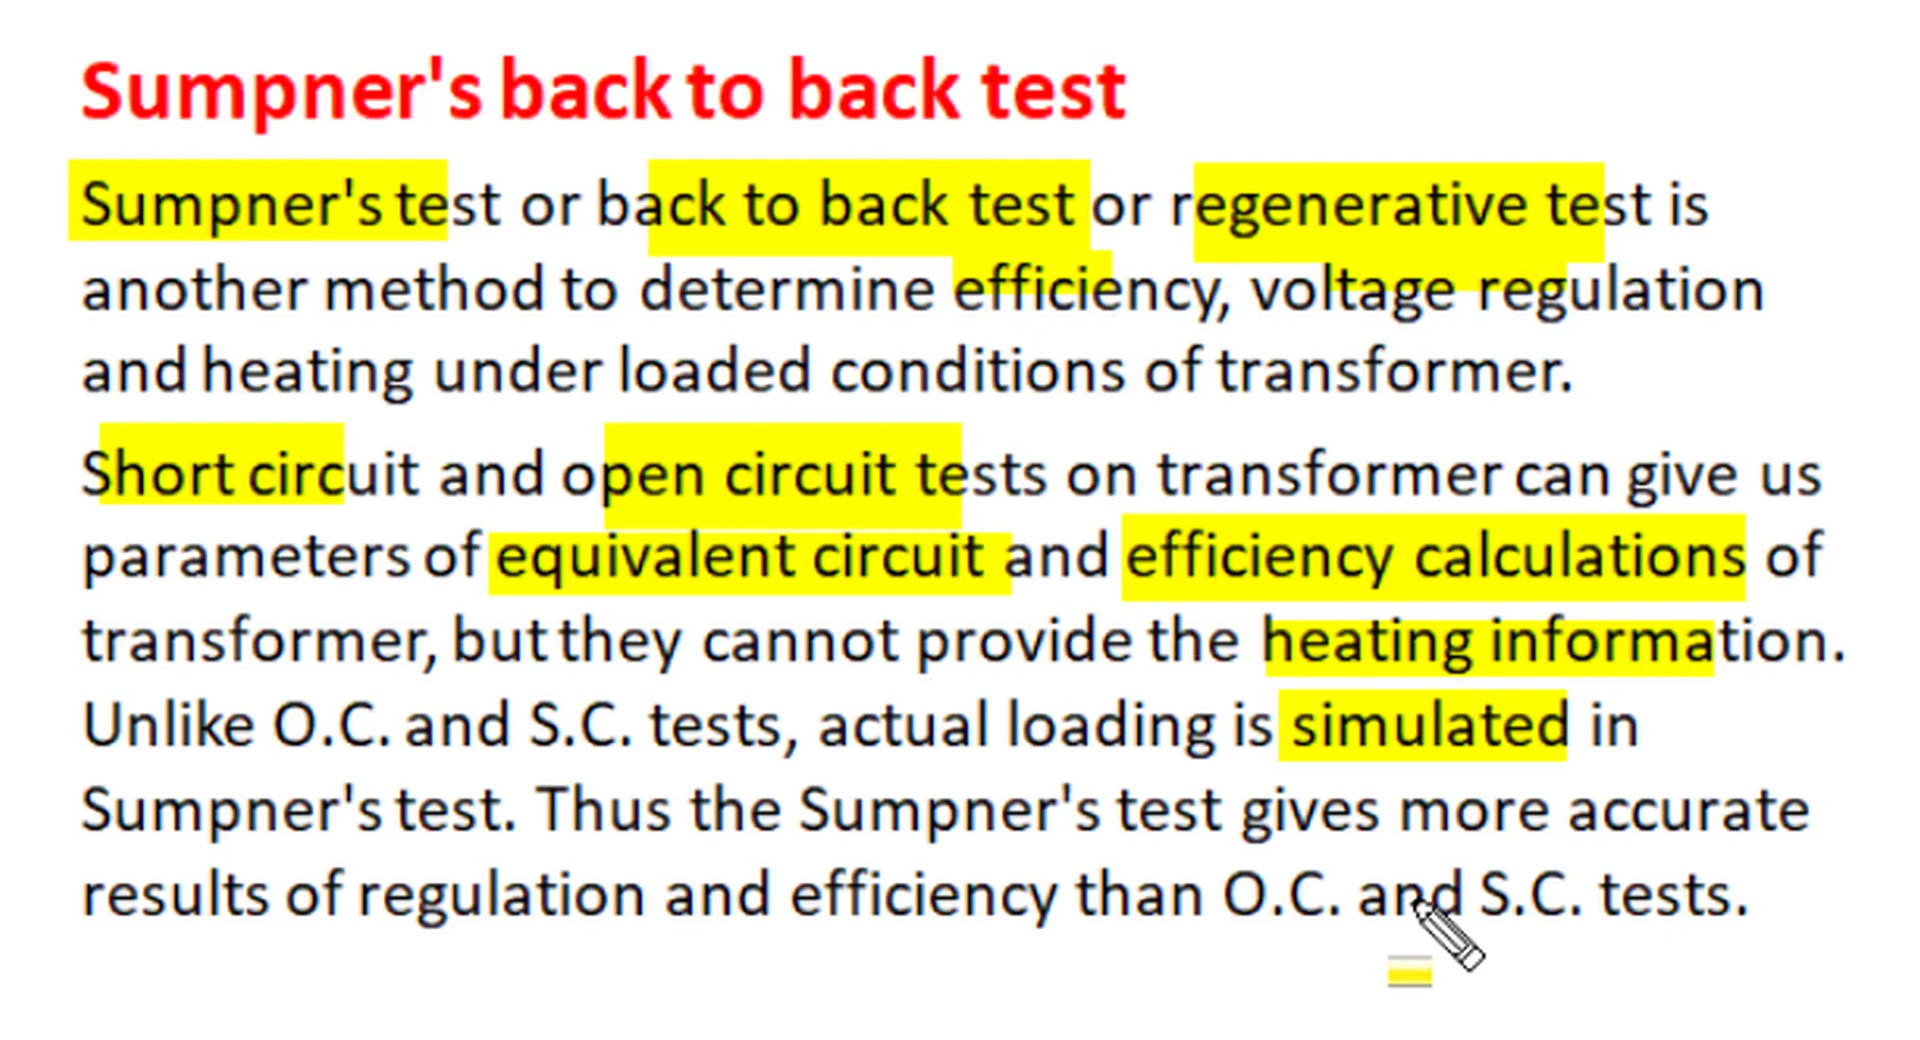 Sumpner's back to back test
Sumpner's test or back to back test or regenerative test is
another method to determine efficiency, voltage regulation
and heating under loaded conditions of transformer.
Short circuit and open circuit tests on transformer can give us
parameters of equivalent circuit and efficiency calculations of
transformer, but they cannot provide the heating information.
Unlike O.C. and S.C. tests, actual loading is simulated in
Sumpner's test. Thus the Sumpner's test gives more accurate
results of regulation and efficiency than O.C. and S.C. tests.